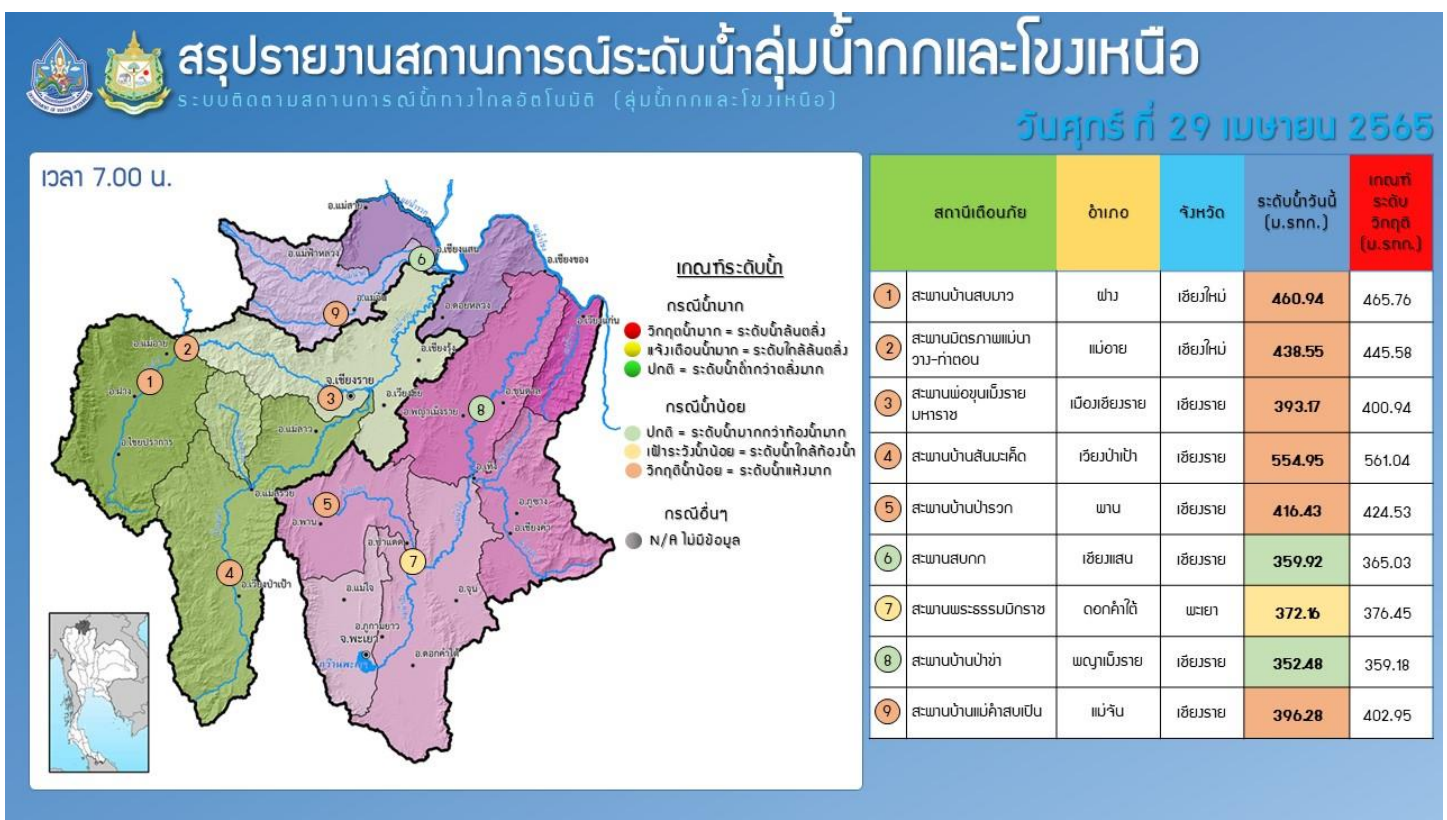 สรุปรายงานสถานการณ์ระดับน้ำลุ่มน้ำกกและโขงเหนือ
ระบบติดตามสถานการณ์น้ำทางไกลอัตโนมัติ (ลุ่มน้ำกกและโขงเหนือ)
วันศุกร์ ที่ 29 เมษายน 2565
เวลา 7.00 น.
อ.แม่สาย
อ.แม่ฟ้าหลวง
อ.เชียงแสน
อ.เชียงของ
6
อ.แม่จัน
9
อ.ดอยหลวง
อ.เวียงแก่น
อ.แม่อาย
2
อ.เชียงรุ้ง
1
อ.ฝาง
จ.เชียงราย
3
อ.เวียงชัย
อ.พญาเม็งราย
8
อ.ขุนตาล
อ.แม่ลาว
อ.ไชยปราการ
อ.เทิง
อ.แม่สรวย
5
อ.พาน
อ.ภูซาง
อ.เชียงคำ
อ.ป่าแดด
7
4
อ.เวียงป่าเป้า
อ.แม่ใจ
อ.จุน
อ.ภูกามยาว
จ.พะเยา
อ.ดอกคำใต้
กว๊านพะเยา
เกณฑ์ระดับน้ำ
กรณีน้ำมาก
วิกฤตน้ำมาก = ระดับน้ำล้นตลิ่ง
แจ้งเตือนน้ำมาก = ระดับใกล้ล้นตลิ่ง
ปกติ = ระดับน้ำต่ำกว่าตลิ่งมาก
กรณีน้ำน้อย
ปกติ = ระดับน้ำมากกว่าท้องน้ำมาก
เฝ้าระวังน้ำน้อย = ระดับน้ำใกล้ท้องน้ำ
วิกฤติน้ำน้อย = ระดับน้ำแห้งมาก
กรณีอื่นๆ
N/A ไม่มีข้อมูล
สถานีเตือนภัย อำเภอ จังหวัด ระดับน้ำวันนี้ (ม.รทก.) เกณฑ์ระดับวิกฤติ (ม.รทก.)
1 สะพานบ้านสบมาว ฝาง เชียงใหม่ 460.94 465.76
2 สะพานมิตรภาพแม่นาวาง-ท่าตอน แม่อาย เชียงใหม่ 438.55 445.58
3 สะพานพ่อขุนเม็งรายมหาราช เมืองเชียงราย เชียงราย 393.17 400.94
4 สะพานบ้านสันมะเค็ด เวียงป่าเป้า เชียงราย 554.95 561.04
5 สะพานบ้านป่ารวก พาน เชียงราย 416.43 424.53
6 สะพานสบกก เชียงแสน เชียงราย 359.92 365.03
7 สะพานพระธรรมมิกราช ดอกคำใต้ พะเยา 372.16 376.45
8 สะพานบ้านป่าข่า พญาเม็งราย เชียงราย 352.48 359.18
9 สะพานบ้านแม่คำสบเปิน แม่จัน เชียงราย 396.28 402.95